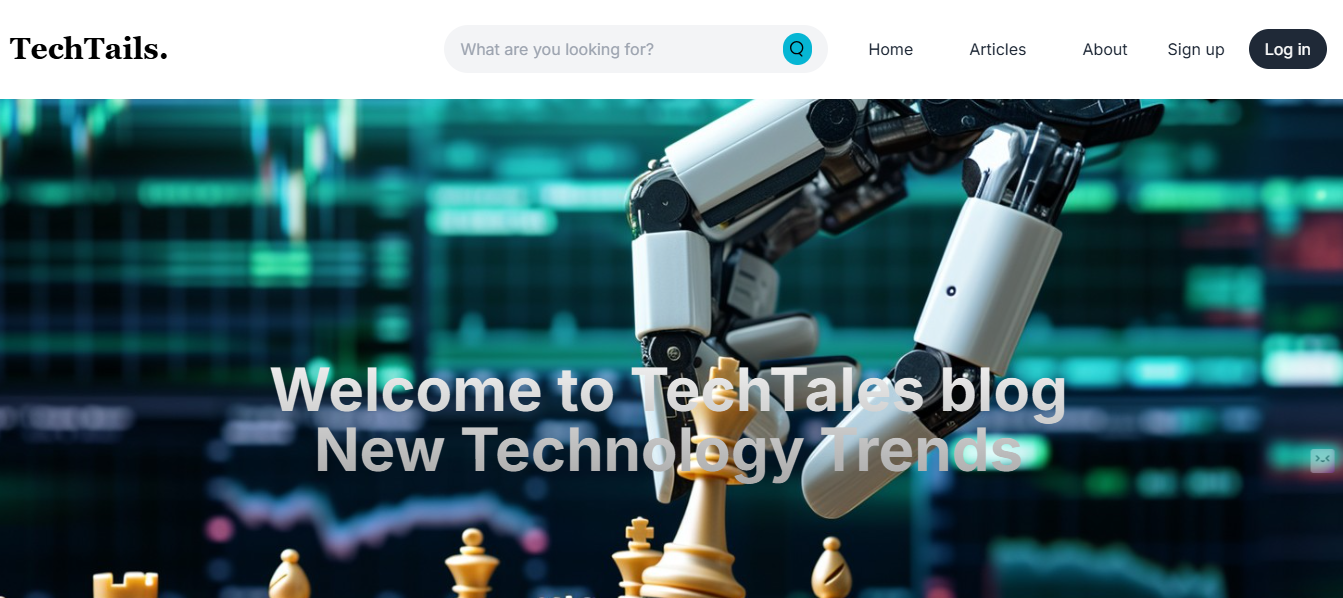 TechTails.
What are you looking for?
Home
Articles
About
Sign up
Log in
Welcome to TechTales blog
New Technology Trends